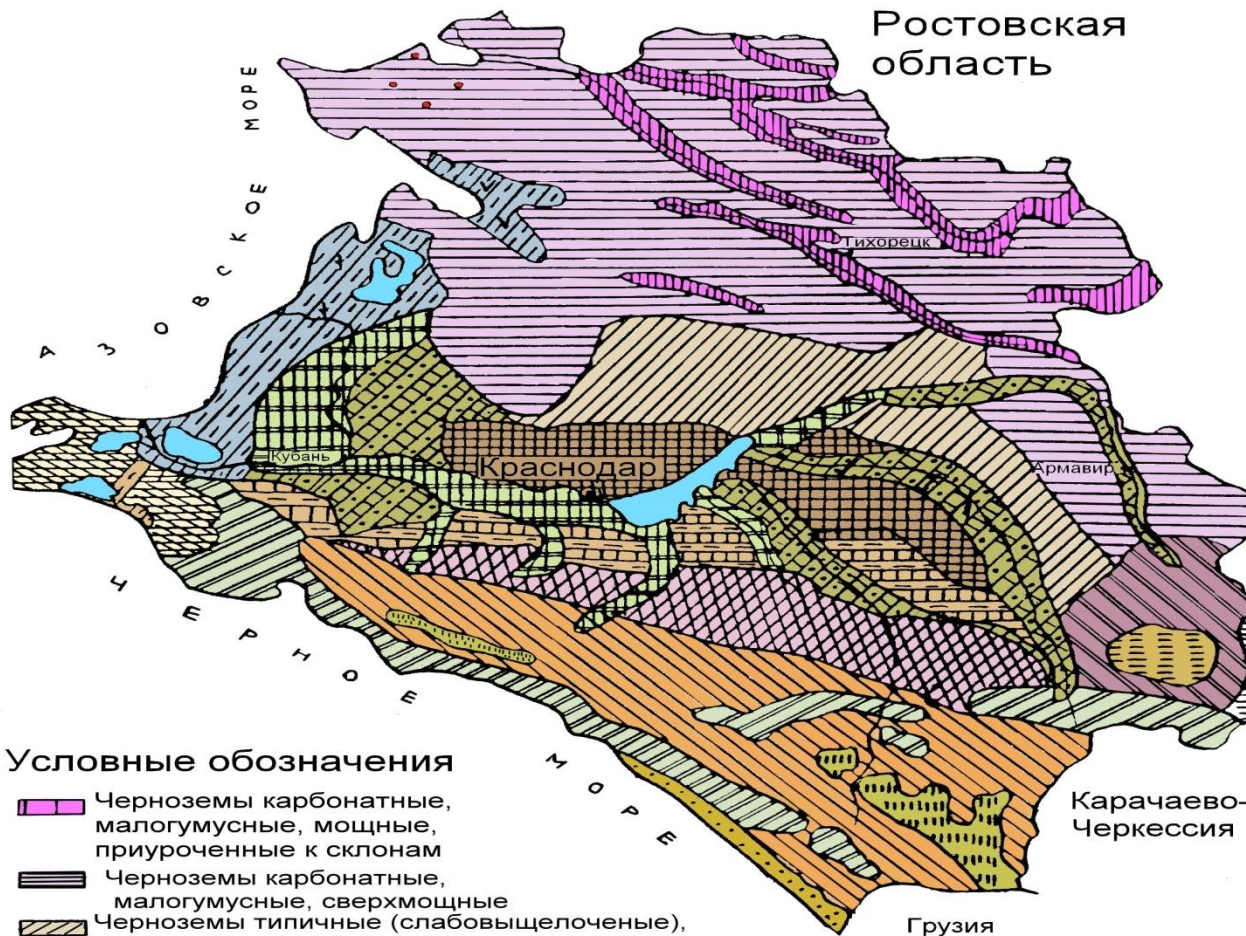 Ростовская
область
АЗОВСКОЕ МОРЕ
Тихорецк
Кубань
Краснодар
Армавир
ЧЕРНОЕ МОРЕ
Условные обозначения
Черноземы карбонатные,
малогумусные, мощные,
приуроченные к склонам
Черноземы карбонатные,
малогумусные, сверхмощные
Черноземы типичные (слабовыщелоченые),
Карачаево-
Черкессия
Грузия